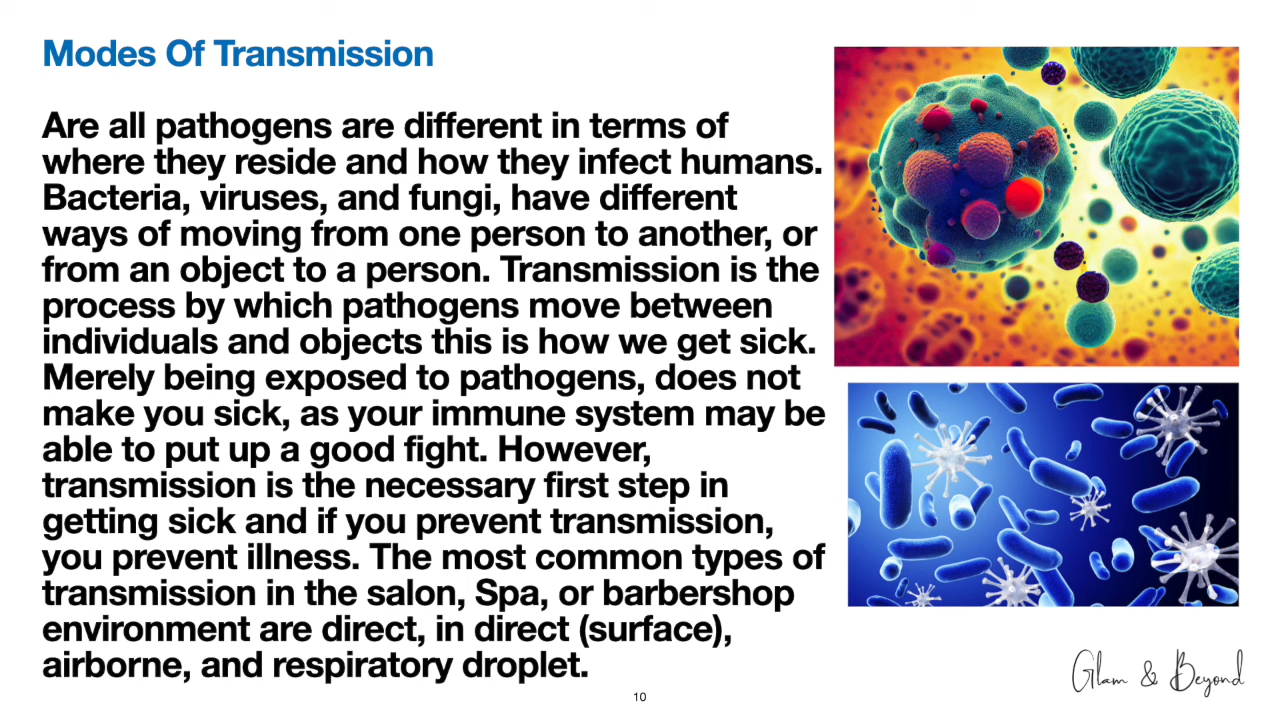 Modes Of Transmission
Are all pathogens are different in terms of
where they reside and how they infect humans.
Bacteria, viruses, and fungi, have different
ways of moving from one person to another, or
from an object to a person. Transmission is the
process by which pathogens move between
individuals and objects this is how we get sick.
Merely being exposed to pathogens, does not
make you sick, as your immune system may be
able to put up a good fight. However,
transmission is the necessary first step in
getting sick and if you prevent transmission,
you prevent illness. The most common types of
transmission in the salon, Spa, or barbershop
environment are direct, in direct (surface),
airborne, and respiratory droplet.
Glam & Beyond
10